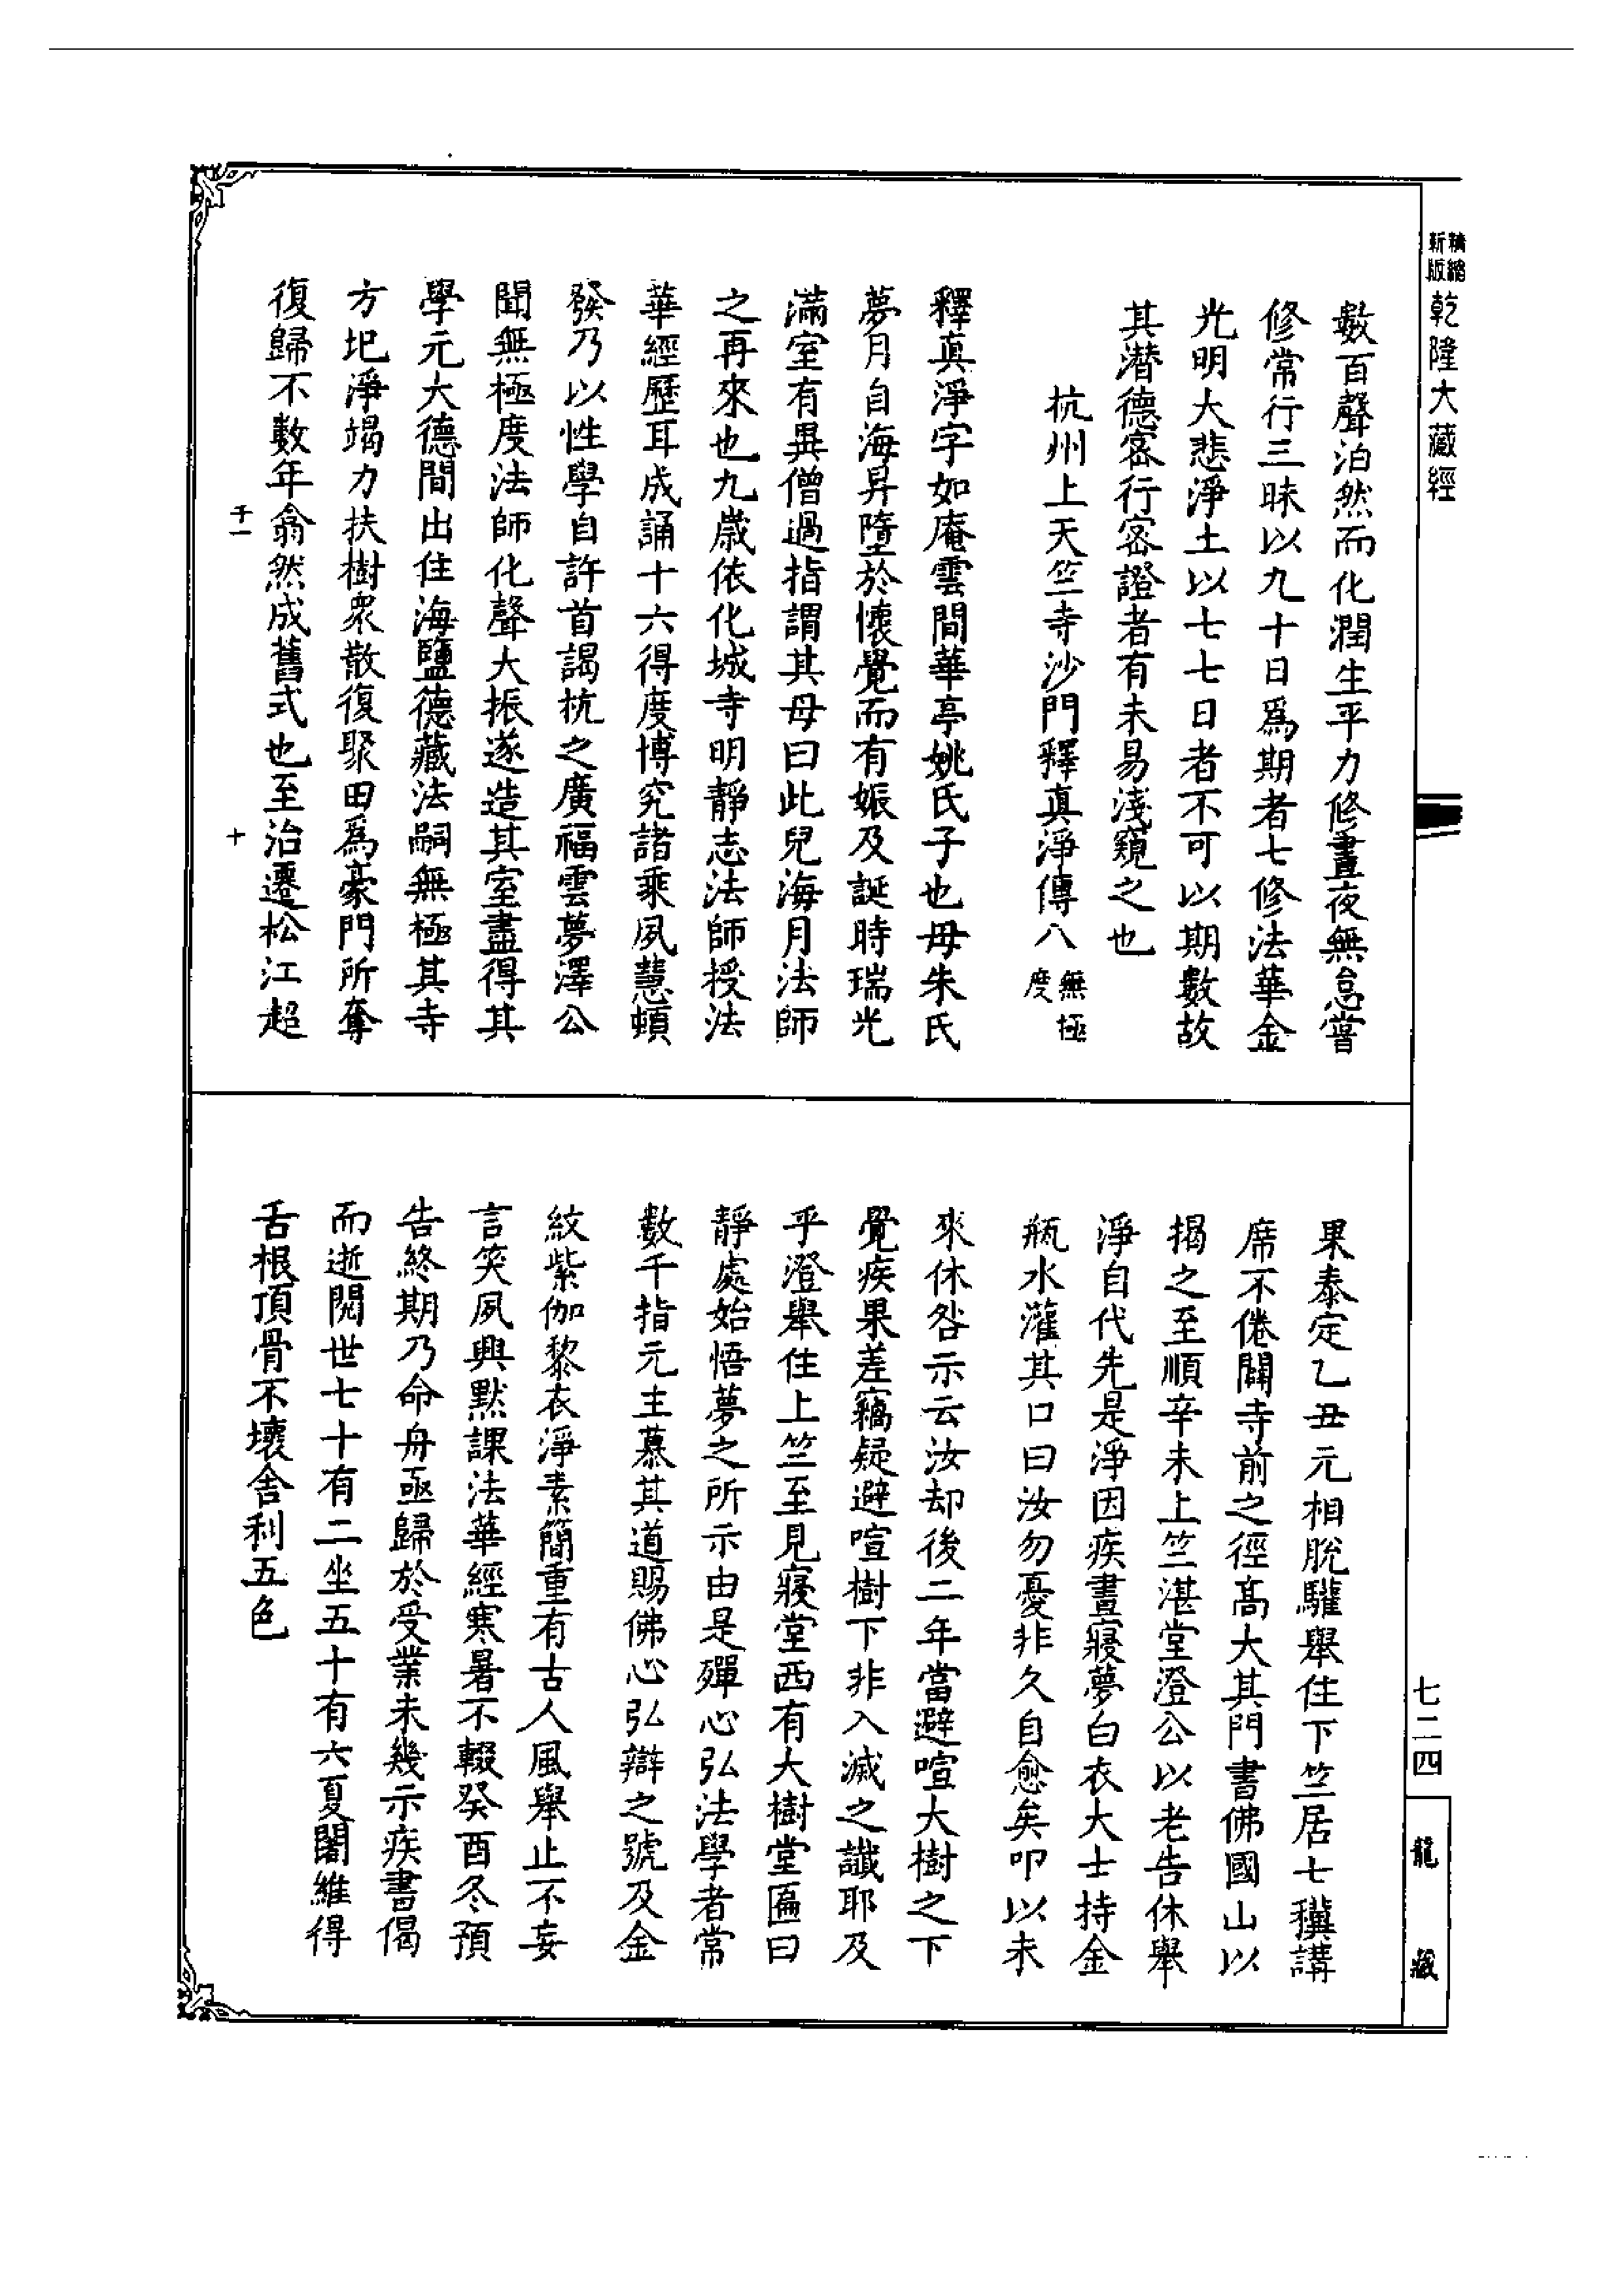 精縮新版乾隆大藏經
數百聲泊然而化潤生平力修晝夜無怠嘗
修常行三昧以九十日爲期者七修法華金
光明大悲淨土以七七日者不可以期數故
其潛德密行密證者有未易淺窺之也
杭州上天竺寺沙門釋真淨傳八無極度
釋真淨字如庵雲間華亭姚氏子也母朱氏
夢月自海昇墮於懷覺而有娠及誕時瑞光
滿室有異僧過指謂其母曰此兒海月法師
之再來也九歲依化城寺明靜志法師授法
華經歷耳成誦十六得度博究諸乘夙慧頓
發乃以性學自許首謁杭之廣福雲夢澤公
聞無極度法師化聲大振遂造其室盡得其
學元大德間出住海鹽德藏法嗣無極其寺
方圮淨竭力扶樹衆散復聚田爲豪門所奪
復歸不數年翕然成舊式也至治遷松江超
千一 十
果泰定乙丑元相脫驩舉住下竺居七穓講
席不倦闢寺前之徑高大其門書佛國山以
揭之至順辛未上竺湛堂澄公以老告休舉
淨自代先是淨因疾晝寢夢白衣大士持金
瓶水灌其口曰汝勿憂非久自愈矣叩以未
來休咎示云汝却後二年當避喧大樹之下
覺疾果差竊疑避喧樹下非入滅之讖耶及
乎澄舉住上竺至見寢堂西有大樹堂匾曰
靜處始悟夢之所示由是殫心弘法學者常
數千指元主慕其道賜佛心弘辯之號及金
紋紫伽黎衣淨素簡重有古人風舉止不妄
言笑夙興默課法華經寒暑不輟癸酉冬預
告終期乃命舟亟歸於受業未幾示疾書偈
而逝閱世七十有二坐五十有六夏闍維得
舌根頂骨不壞舍利五色
七二四
龍藏